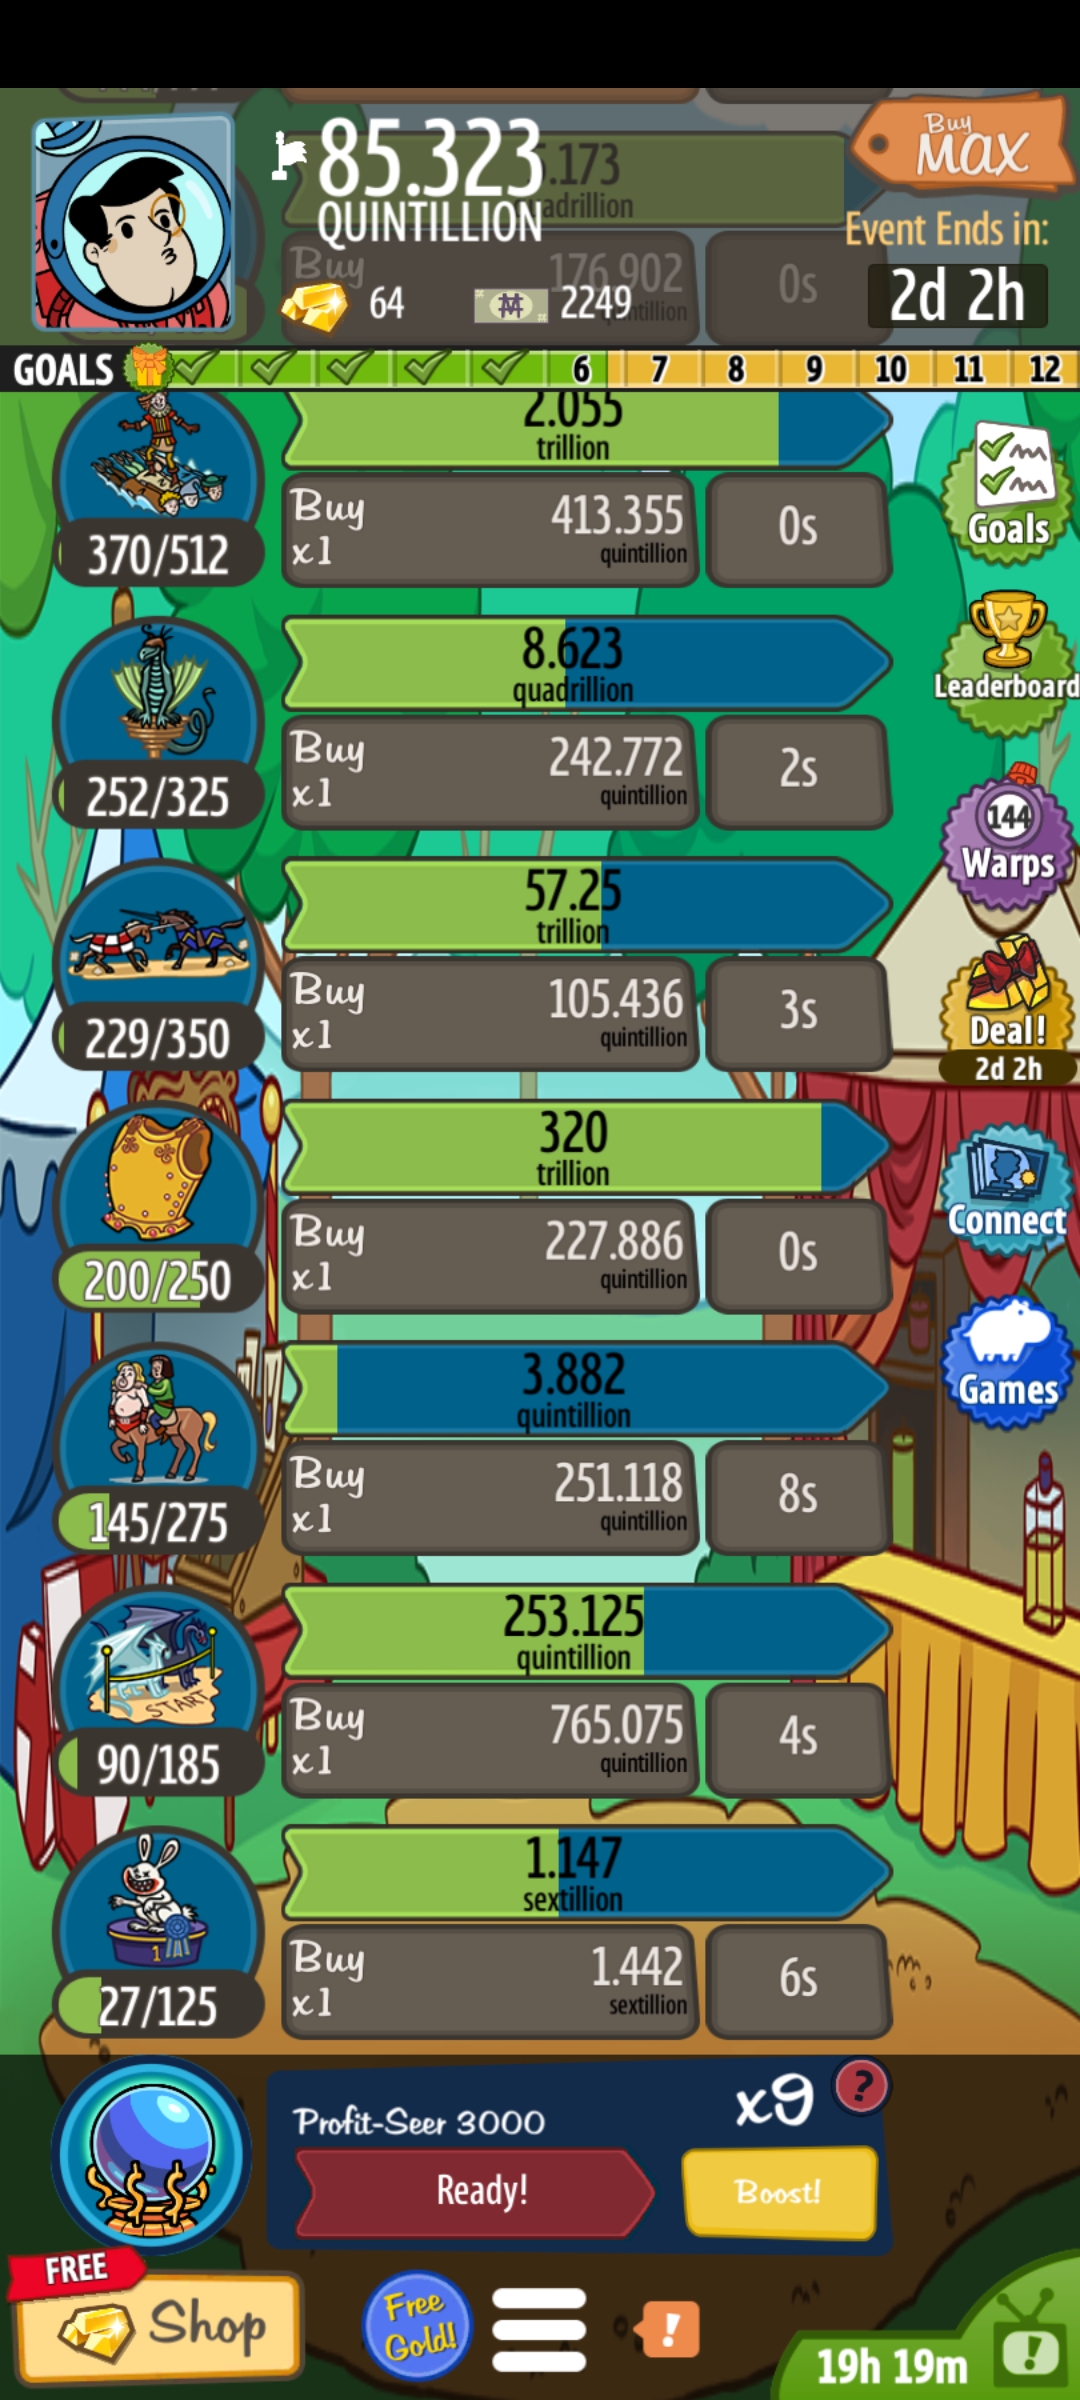 85.323
QUINTILLION
Buy
MAX
Event Ends in:
2d 2h
Buy
176.902
0s
64
2249
GOALS
6 7 8 9 10 11 12
2.055
trillion
370/512
Buy
x1
413.355
quintillion
0s
Goals
8.623
quadrillion
252/325
Buy
x1
242.772
quintillion
2s
Leaderboard
144
Warps
57.25
trillion
229/350
Buy
x1
105.436
quintillion
3s
Deal!
2d 2h
320
trillion
200/250
Buy
x1
227.886
quintillion
0s
Connect
3.882
quintillion
145/275
Buy
x1
251.118
quintillion
8s
Games
253.125
quintillion
START
90/185
Buy
x1
765.075
quintillion
4s
1.147
sextillion
1
27/125
Buy
x1
1.442
sextillion
6s
Profit-Seer 3000
x9
?
Ready!
Boost!
FREE
Shop
Free
Gold!
!
19h 19m
!